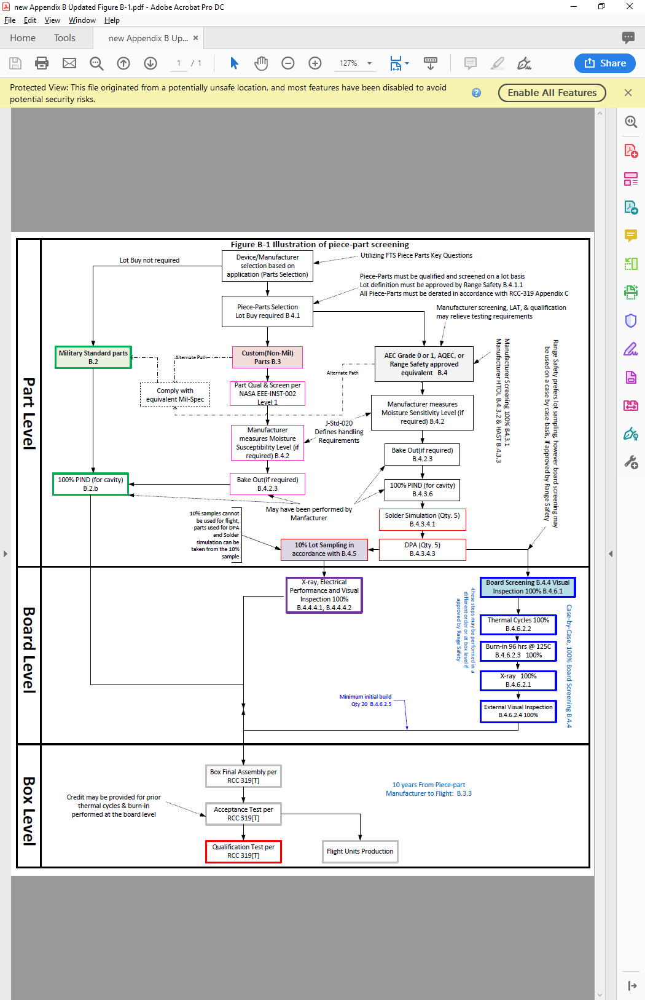 new Appendix B Updated Figure B-1.pdf - Adobe Acrobat Pro DC
File Edit View Window Help
Home Tools new Appendix B Up... ×
1 / 1 127% Share
Protected View: This file originated from a potentially unsafe location, and most features have been disabled to avoid
potential security risks.
Enable All Features
Figure B-1 Illustration of piece-part screening
Part Level
Lot Buy not required
Device/Manufacturer
selection based on
application (Parts Selection)
Utilizing FTS Piece Parts Key Questions
Piece-Parts must be qualified and screened on a lot basis
Lot definition must be approved by Range Safety B.4.1.1
All Piece-Parts must be derated in accordance with RCC-319 Appendix C
Piece-Parts Selection
Lot Buy required B 4.1
Manufacturer screening, LAT, & qualification
may relieve testing requirements
Military Standard parts
B.2
Alternate Path
Custom(Non-Mil)
Parts B.3
AEC Grade 0 or 1, AQEC, or
Range Safety approved
equivalent B.4
Manufacturer Screening 100% B4.3.1
Manufacturer HTOL B.4.3.2 & HAST B.4.3.3
Range Safety prefers lot sampling, however board screening may
be used on a case by case basis, if approved by Range Safety
Alternate Path
Comply with
equivalent Mil-Spec
Part Qual & Screen per
NASA EEE-INST-002
Level 1
Manufacturer measures
Moisture Sensitivity Level (if
required) B.4.2
J-Std-020
Defines handling
Requirements
Manufacturer
measures Moisture
Susceptibility Level (if
required) B.4.2
Bake Out(if required)
B.4.2.3
100% PIND (for cavity)
B.2.b
Bake Out(if required)
B.4.2.3
100% PIND (for cavity)
B.4.3.6
May have been performed by
Manfacturer
10% samples cannot
be used for flight,
parts used for DPA
and Solder
simulation can be
taken from the 10%
sample
Solder Simulation (Qty. 5)
B.4.3.4.1
10% Lot Sampling in
accordance with B.4.5
DPA (Qty. 5)
B.4.3.4.3
Board Level
X-ray, Electrical
Performance and Visual
Inspection 100%
B.4.4.4.1, B.4.4.4.2
Board Screening B.4.4 Visual
Inspection 100% B.4.6.1
-these steps may be performed in a
different order or at box level if
approved by Range Safety
Thermal Cycles 100%
B.4.6.2.2
Burn-in 96 hrs @ 125C
B.4.6.2.3 100%
X-ray 100%
B.4.6.2.1
External Visual Inspection
B.4.6.2.4 100%
Case-by-Case, 100% Board Screening B.4.4
Minimum initial build
Qty 20 B.4.6.2.5
Box Level
Box Final Assembly per
RCC 319[T]
10 years From Piece-part
Manufacturer to Flight: B.3.3
Credit may be provided for prior
thermal cycles & burn-in
performed at the board level
Acceptance Test per
RCC 319[T]
Qualification Test per
RCC 319[T]
Flight Units Production